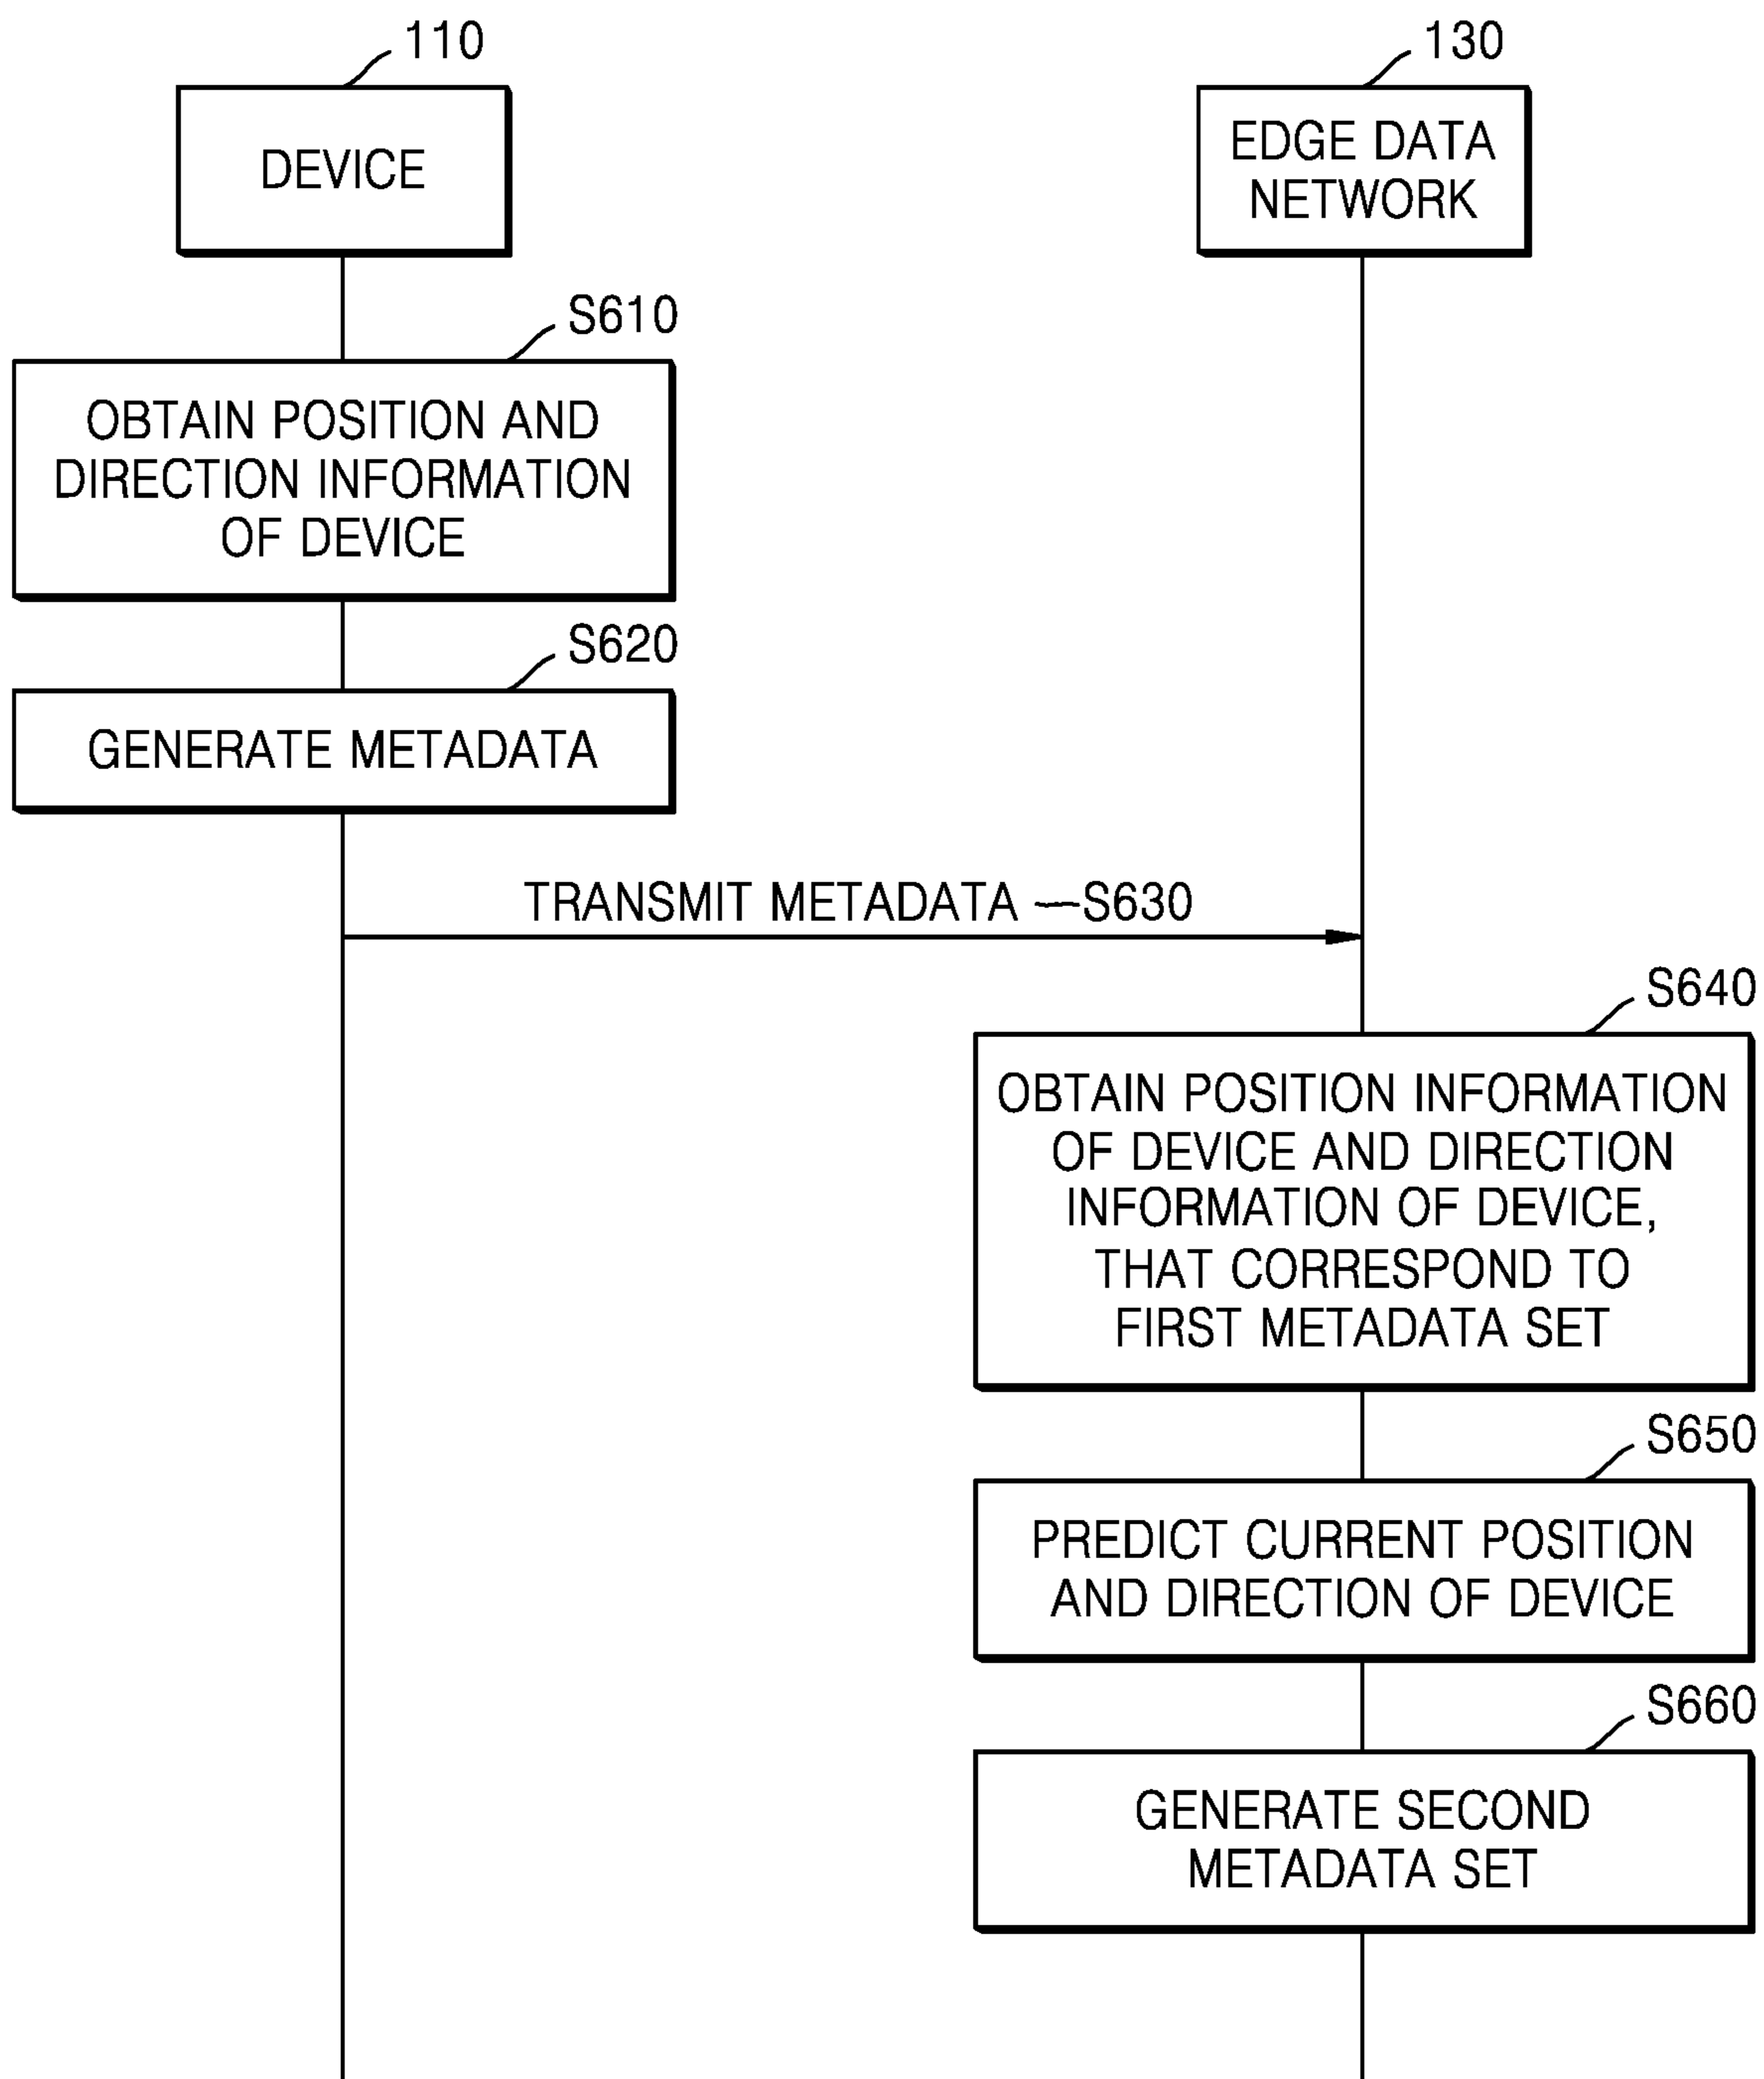 110
130
DEVICE
EDGE DATA
NETWORK
S610
OBTAIN POSITION AND
DIRECTION INFORMATION
OF DEVICE
S620
GENERATE METADATA
TRANSMIT METADATA
S630
S640
OBTAIN POSITION INFORMATION
OF DEVICE AND DIRECTION
INFORMATION OF DEVICE,
THAT CORRESPOND TO
FIRST METADATA SET
S650
PREDICT CURRENT POSITION
AND DIRECTION OF DEVICE
S660
GENERATE SECOND
METADATA SET